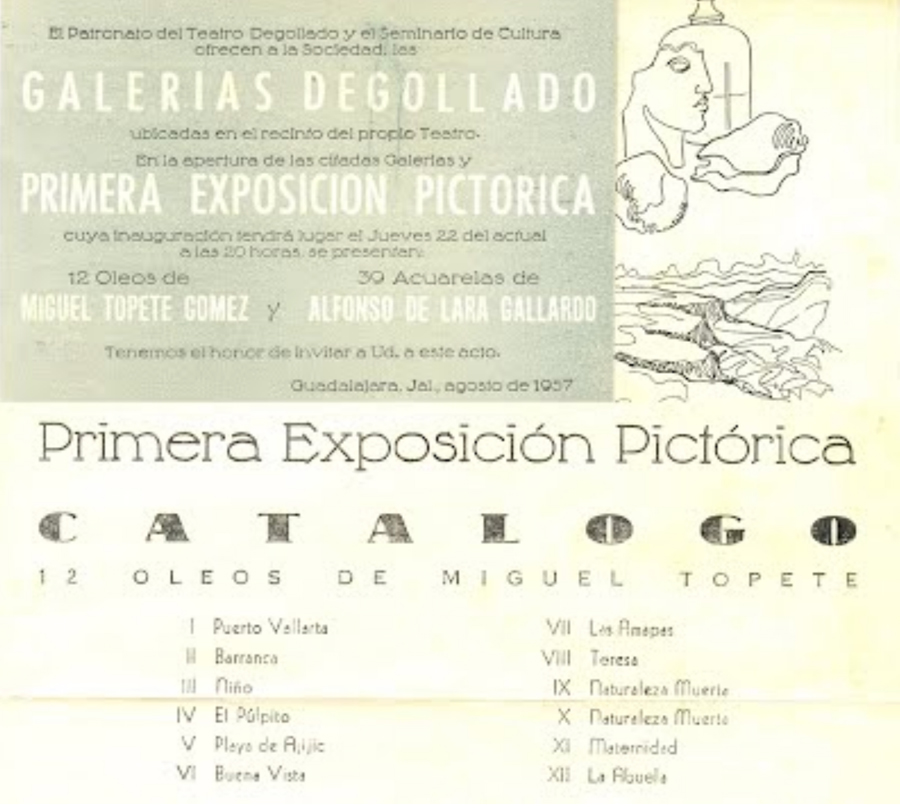 El Patronato del Teatro Degollado y el Seminario de Cultura
ofrecen a la Sociedad, las
GALERIAS DEGOLLADO
ubicadas en el recinto del propio Teatro.
En la apertura de las citadas Galerías y
PRIMERA EXPOSICION PICTORICA
cuya inauguración tendrá lugar el Jueves 22 del actual
a las 20 horas, se presentan:
12 Oleos de 30 Acuarelas de
MIGUEL TOPETE GOMEZ y ALFONSO DE LARA GALLARDO
Tenemos el honor de invitar a Ud. a este acto.
Guadalajara, Jal., agosto de 1957
Primera Exposición Pictórica
CATALOGO
12 OLEOS DE MIGUEL TOPETE
I Puerto Vallarta
II Barranca
III Niño
IV El Púlpito
V Playa de Ajijic
VI Buena Vista
VII Las Amapas
VIII Teresa
IX Naturaleza Muerta
X Naturaleza Muerta
XI Maternidad
XII La Abuela